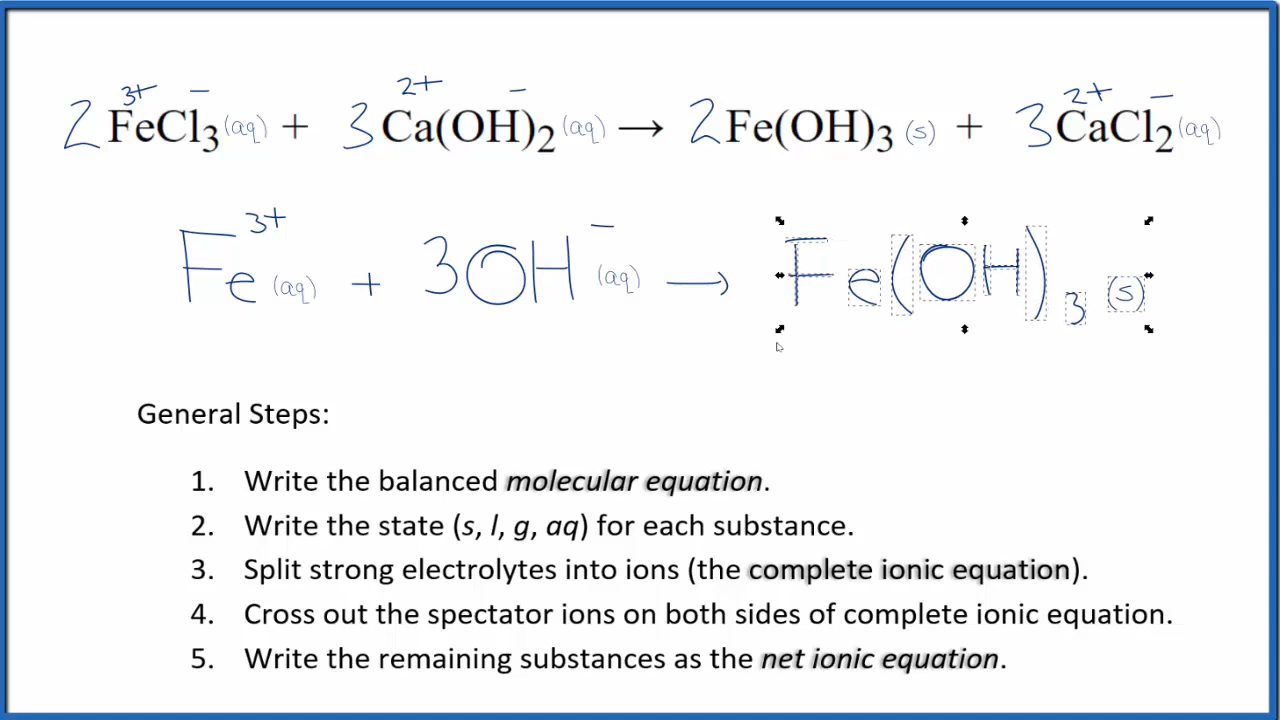 2 FeCl₃ (aq) + 3 Ca(OH)₂ (aq) → 2 Fe(OH)₃ (s) + 3 CaCl₂ (aq)
3+ − 2+ − 2+ −
Fe³⁺ (aq) + 3OH⁻ (aq) → Fe(OH)₃ (s)
General Steps:
1. Write the balanced molecular equation.
2. Write the state (s, l, g, aq) for each substance.
3. Split strong electrolytes into ions (the complete ionic equation).
4. Cross out the spectator ions on both sides of complete ionic equation.
5. Write the remaining substances as the net ionic equation.